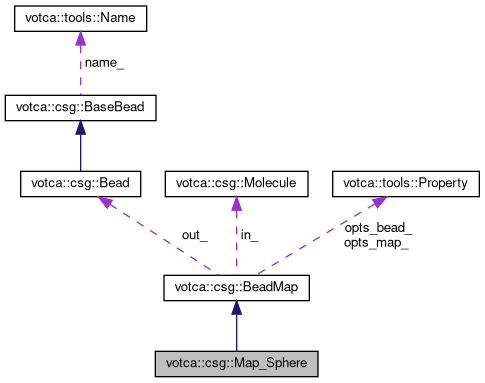 votca::tools::Name
name_
votca::csg::BaseBead
votca::csg::Bead
votca::csg::Molecule
votca::tools::Property
out_
in_
opts_bead_
opts_map_
votca::csg::BeadMap
votca::csg::Map_Sphere